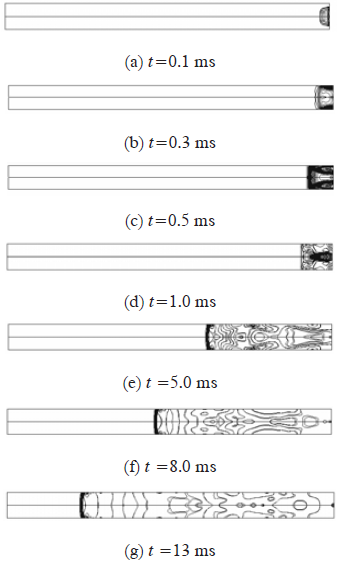 (a) t=0.1 ms
(b) t=0.3 ms
(c) t=0.5 ms
(d) t=1.0 ms
(e) t =5.0 ms
(f) t =8.0 ms
(g) t =13 ms